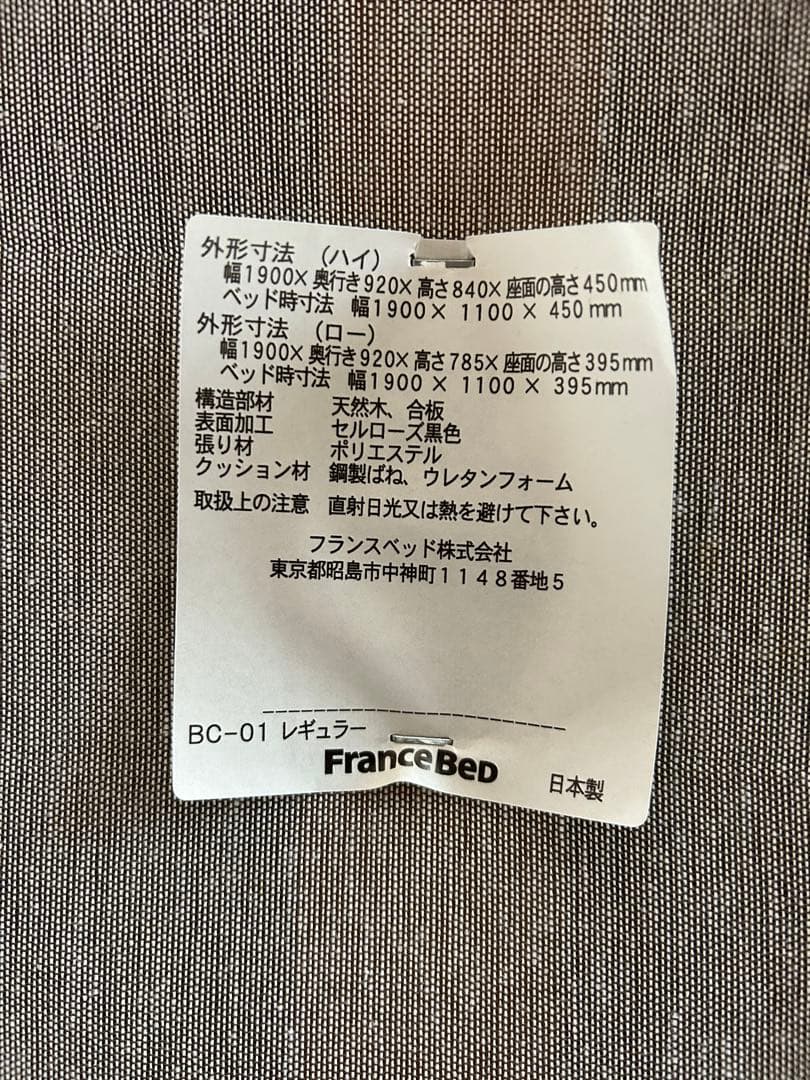 外形寸法 (ハイ)
幅1900×奥行き920×高さ840×座面の高さ450mm
ベッド時寸法 幅1900×1100×450mm
外形寸法 (ロー)
幅1900×奥行き920×高さ785×座面の高さ395mm
ベッド時寸法 幅1900×1100×395mm
構造部材 天然木、合板
表面加工 セルローズ黒色
張り材 ポリエステル
クッション材 鋼製ばね、ウレタンフォーム
取扱上の注意 直射日光又は熱を避けて下さい。
フランスベッド株式会社
東京都昭島市中神町1148番地5
BC-01 レギュラー
FranceBeD
日本製